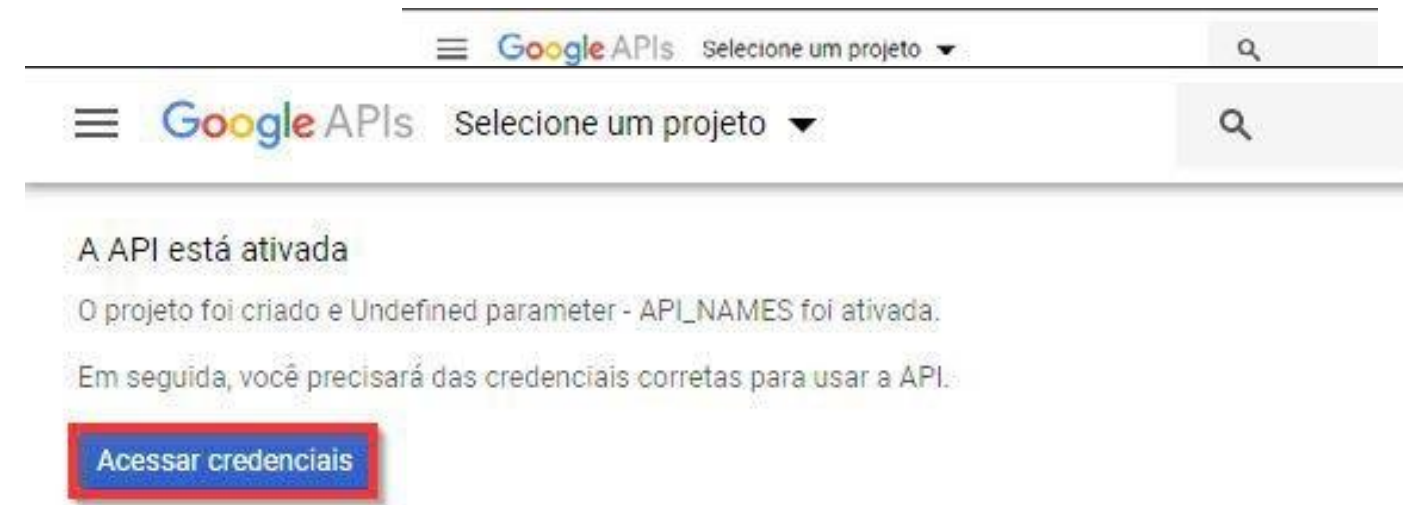 Google APIs Selecione um projeto
Google APIs Selecione um projeto
A API está ativada
O projeto foi criado e Undefined parameter - API_NAMES foi ativada.
Em seguida, você precisará das credenciais corretas para usar a API.
Acessar credenciais